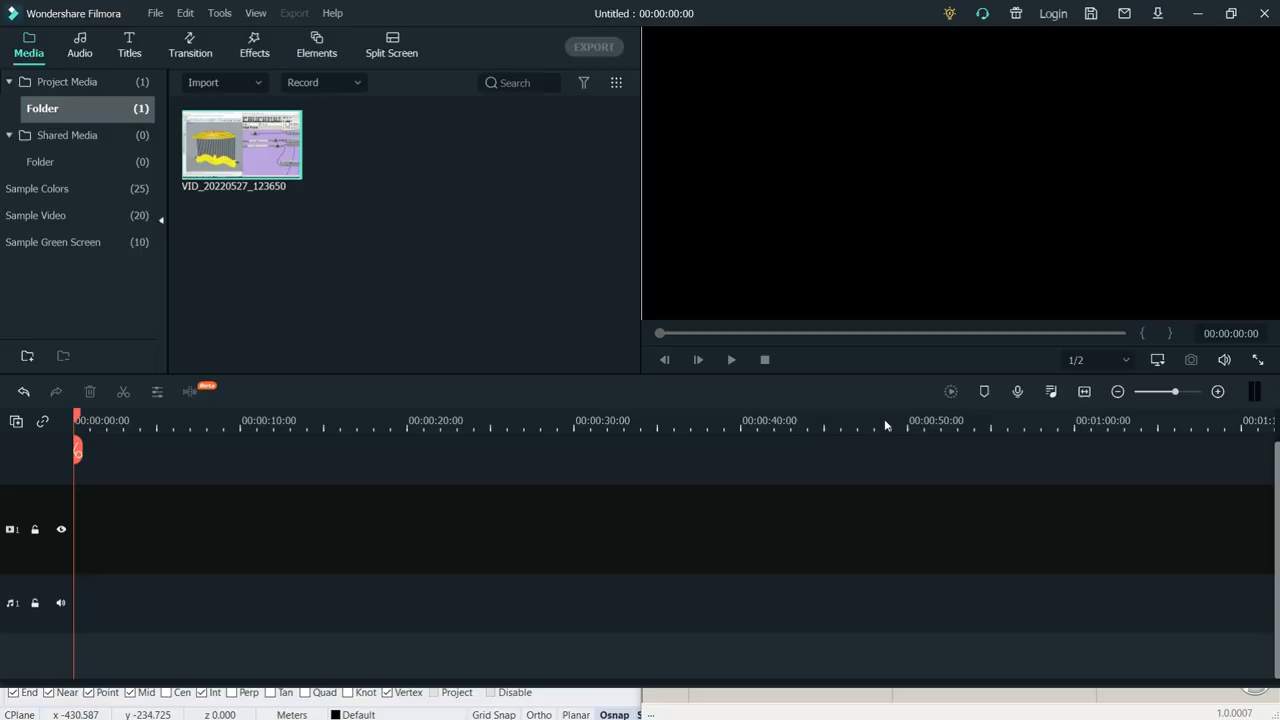 Wondershare Filmora File Edit Tools View Export Help Untitled : 00:00:00:00 Login
Media Audio Titles Transition Effects Elements Split Screen EXPORT
Project Media (1) Import Record Search
Folder (1)
Shared Media (0)
Folder (0)
VID_20220527_123650
Sample Colors (25)
Sample Video (20)
Sample Green Screen (10)
{ } 00:00:00:00
1/2
Beta
00:00:00:00 00:00:10:00 00:00:20:00 00:00:30:00 00:00:40:00 00:00:50:00 00:01:00:00 00:01:1
1
1
End Near Point Mid Cen Int Perp Tan Quad Knot Vertex Project Disable
CPlane x -430.587 y -234.725 z 0.000 Meters Default Grid Snap Ortho Planar Osnap ... 1.0.0007